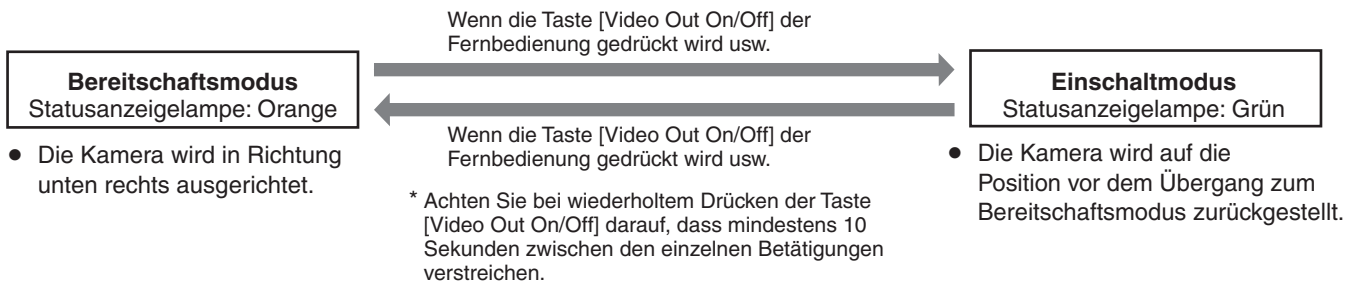 Wenn die Taste [Video Out On/Off] der
Fernbedienung gedrückt wird usw.
Bereitschaftsmodus
Statusanzeigelampe: Orange
Einschaltmodus
Statusanzeigelampe: Grün
Wenn die Taste [Video Out On/Off] der
Fernbedienung gedrückt wird usw.
● Die Kamera wird in Richtung
unten rechts ausgerichtet.
● Die Kamera wird auf die
Position vor dem Übergang zum
Bereitschaftsmodus zurückgestellt.
* Achten Sie bei wiederholtem Drücken der Taste
[Video Out On/Off] darauf, dass mindestens 10
Sekunden zwischen den einzelnen Betätigungen
verstreichen.